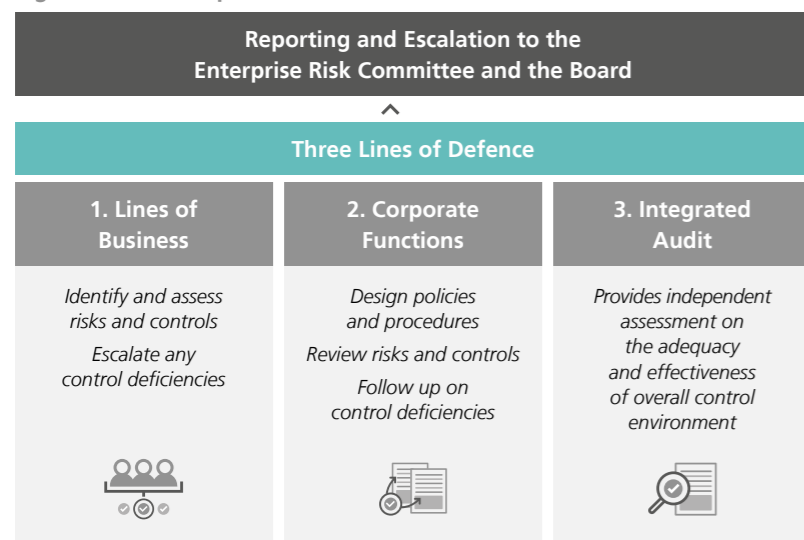 Reporting and Escalation to the
Enterprise Risk Committee and the Board
Three Lines of Defence
1. Lines of
Business
Identify and assess
risks and controls
Escalate any
control deficiencies
2. Corporate
Functions
Design policies
and procedures
Review risks and controls
Follow up on
control deficiencies
3. Integrated
Audit
Provides independent
assessment on
the adequacy
and effectiveness
of overall control
environment